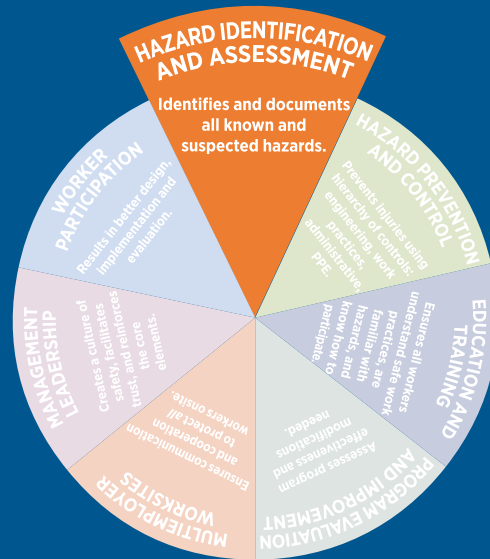 HAZARD IDENTIFICATION
AND ASSESSMENT
Identifies and documents
all known and
suspected hazards.
HAZARD PREVENTION
AND CONTROL
Prevents injuries using
hierarchy of controls:
engineering, work
practices,
administrative,
PPE.
EDUCATION AND
TRAINING
Ensures all workers
understand safe work
practices, are
familiar with
hazards, and
know how to
participate.
PROGRAM EVALUATION
AND IMPROVEMENT
Assesses program
effectiveness and
modifications
needed.
MULTIEMPLOYER
WORKSITES
Ensures communication
and cooperation
to protect all
workers onsite.
MANAGEMENT
LEADERSHIP
Creates a culture of
safety, facilitates
trust, and reinforces
the core
elements.
WORKER
PARTICIPATION
Results in better design,
implementation and
evaluation.